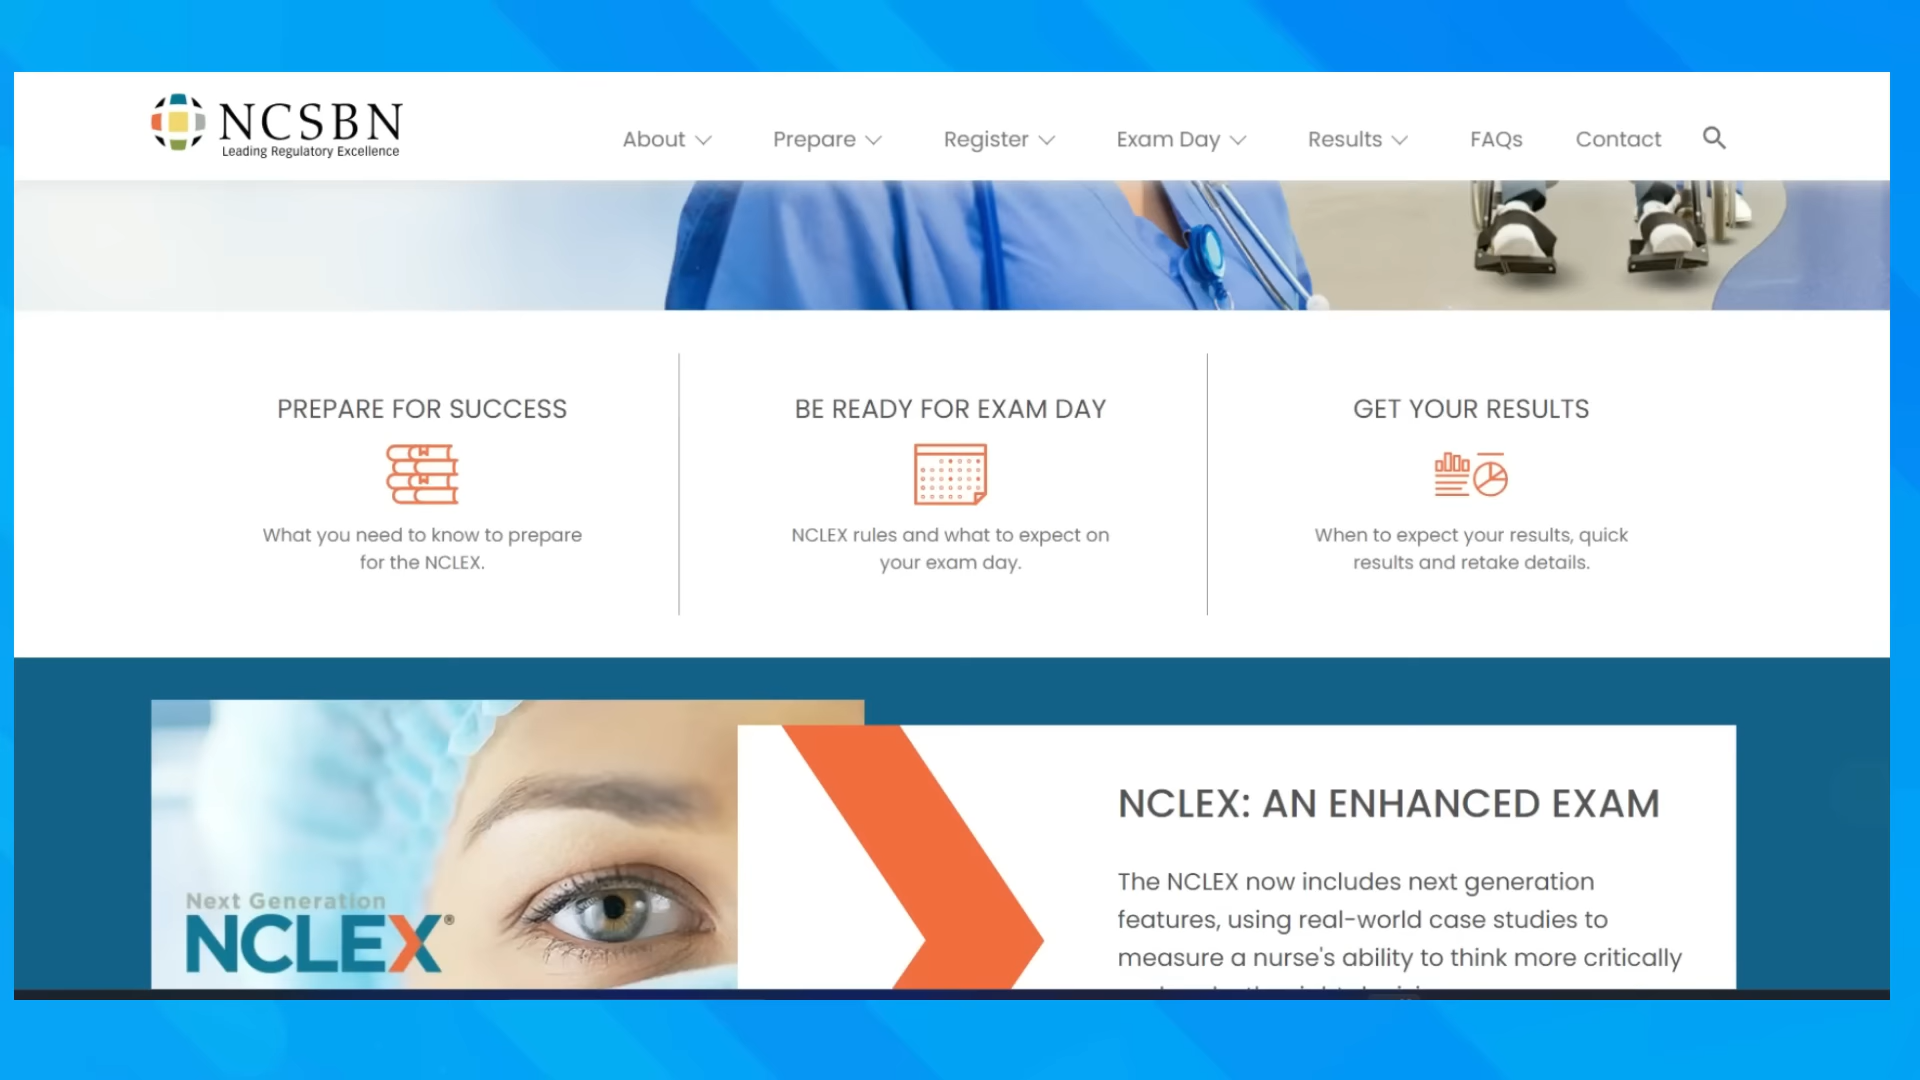 NCSBN
Leading Regulatory Excellence
About
Prepare
Register
Exam Day
Results
FAQs
Contact
PREPARE FOR SUCCESS
What you need to know to prepare
for the NCLEX.
BE READY FOR EXAM DAY
NCLEX rules and what to expect on
your exam day.
GET YOUR RESULTS
When to expect your results, quick
results and retake details.
Next Generation
NCLEX®
NCLEX: AN ENHANCED EXAM
The NCLEX now includes next generation
features, using real-world case studies to
measure a nurse's ability to think more critically